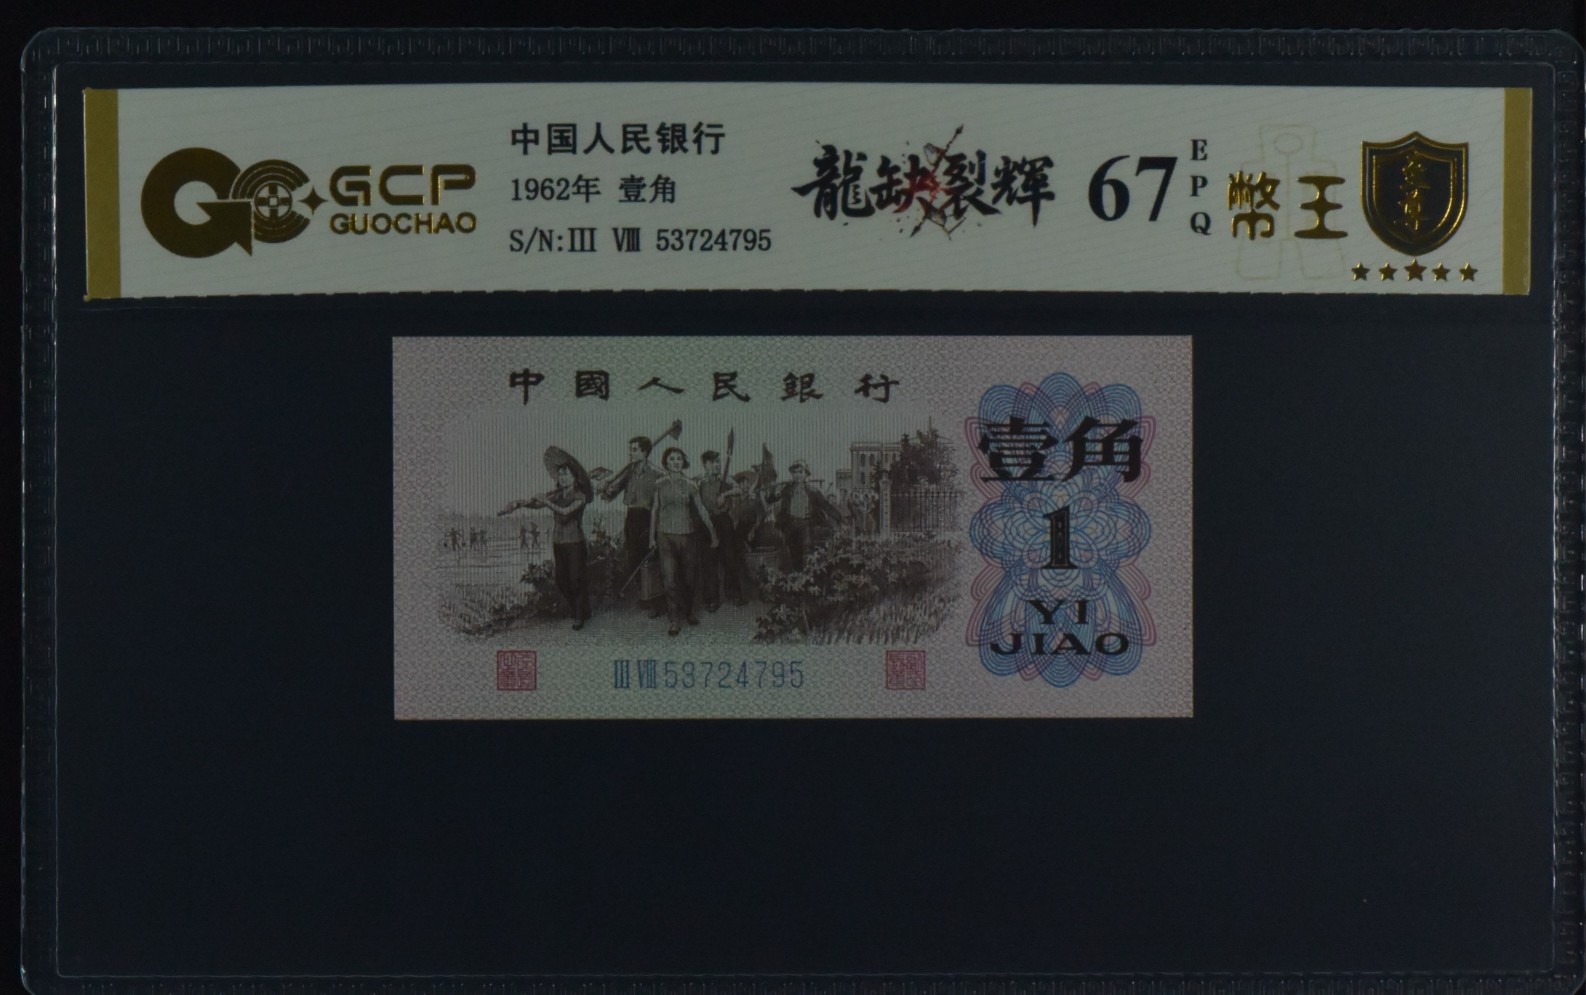 GCP
GUOCHAO
中国人民银行
1962年 壹角
S/N:III VIII 53724795
龍缺裂辉
67
EPQ
幣王
中國人民銀行
壹角
1
YI
JIAO
III VIII 53724795